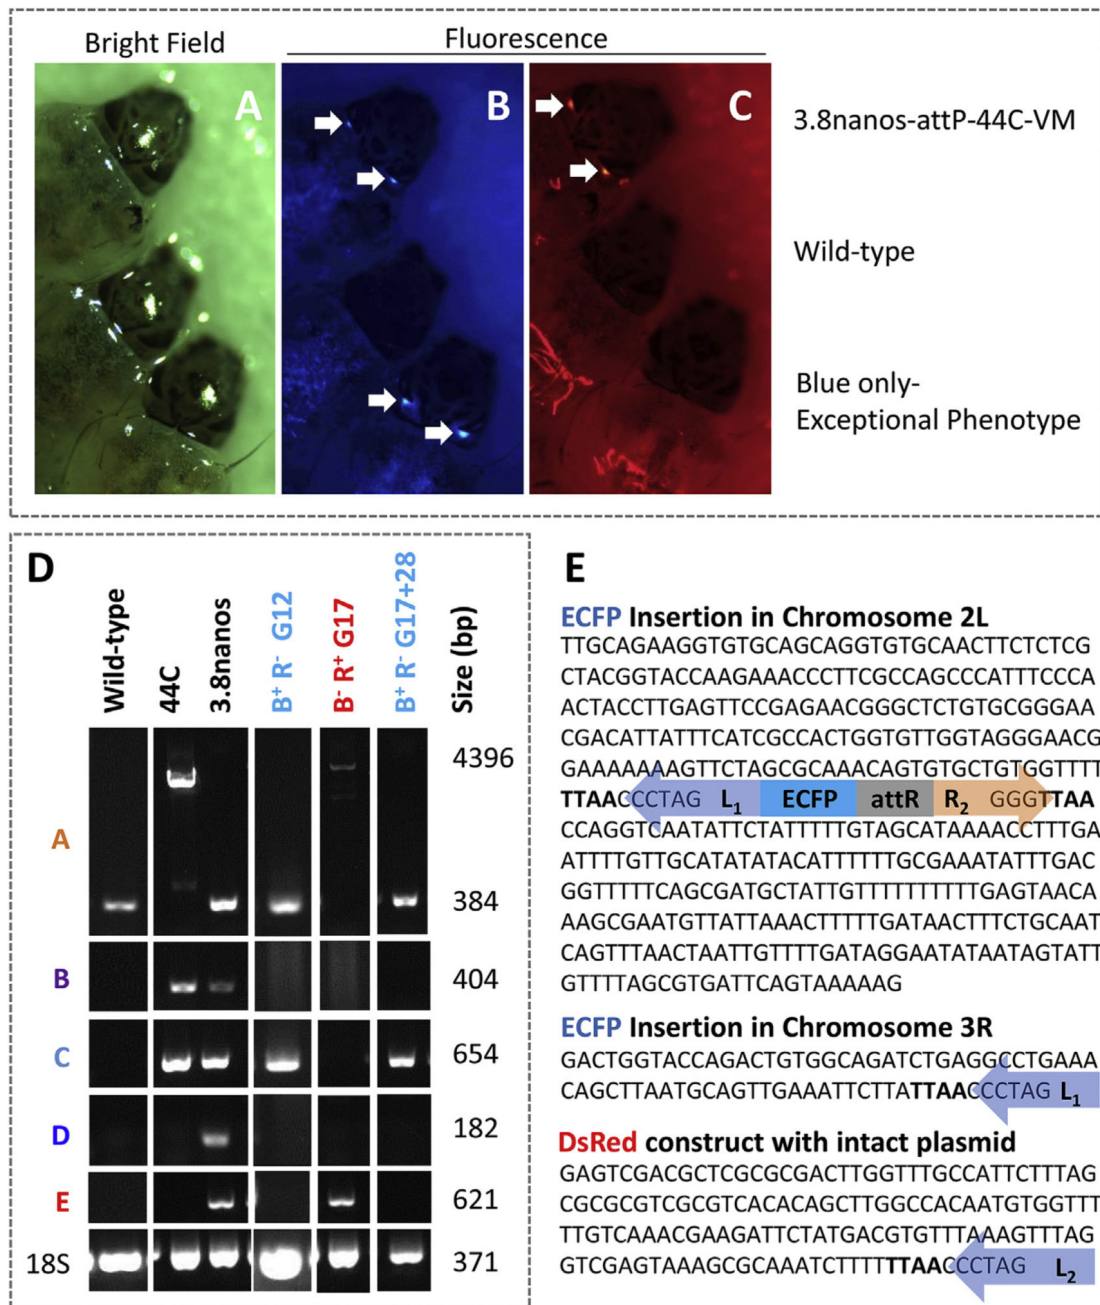 Bright Field
Fluorescence
A
B
C
3.8nanos-attP-44C-VM
Wild-type
Blue only-
Exceptional Phenotype
D
Wild-type
44C
3.8nanos
B⁺ R⁻ G12
B⁻ R⁺ G17
B⁺ R⁻ G17+28
Size (bp)
A
4396
384
B
404
C
654
D
182
E
621
18S
371
E
ECFP Insertion in Chromosome 2L
TTGCAGAAGGTGTGCAGCAGGTGTGCAACTTCTCTCG
CTACGGTACCAAGAAACCCTTCGCCAGCCCATTTCCCA
ACTACCTTGAGTTCCGAGAACGGGCTCTGTGCGGGAA
CGACATTATTTCATCGCCACTGGTGTTGGTAGGGAACG
GAAAAAAAGTTCTAGCGCAAACAGTGTGCTGTGGTTTT
TTAACCCTAG L₁ ECFP attR R₂ GGGTTAA
CCAGGTCAATATTCTATTTTTGTAGCATAAAACCTTTGA
ATTTTGTTGCATATATACATTTTTTGCGAAATATTTGAC
GGTTTTTCAGCGATGCTATTGTTTTTTTTTTGAGTAACA
AAGCGAATGTTATTAAACTTTTTGATAACTTTCTGCAAT
CAGTTTAACTAATTGTTTTGATAGGAATATAATAGTATT
GTTTTAGCGTGATTCAGTAAAAAG
ECFP Insertion in Chromosome 3R
GACTGGTACCAGACTGTGGCAGATCTGAGGCCTGAAA
CAGCTTAATGCAGTTGAAATTCTTATTAACCCTAG L₁
DsRed construct with intact plasmid
GAGTCGACGCTCGCGCGACTTGGTTTGCCATTCTTTAG
CGCGCGTCGCGTCACACAGCTTGGCCACAATGTGGTTT
TTGTCAAACGAAGATTCTATGACGTGTTTAAAGTTTAG
GTCGAGTAAAGCGCAAATCTTTTTTAACCCTAG L₂